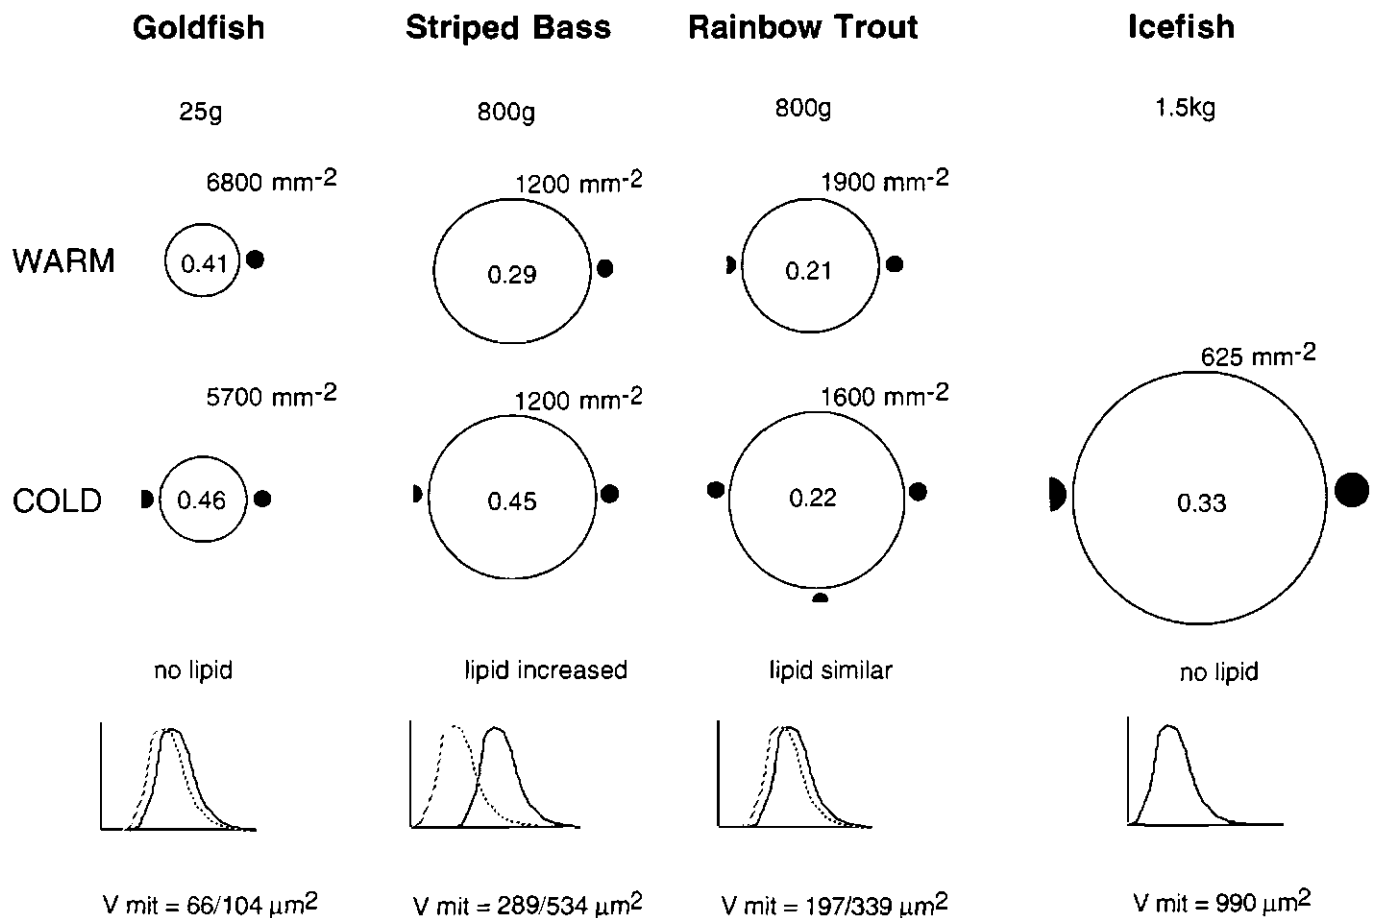 Goldfish Striped Bass Rainbow Trout Icefish
25g 800g 800g 1.5kg
6800 mm-2 1200 mm-2 1900 mm-2
WARM 0.41 0.29 0.21
625 mm-2
5700 mm-2 1200 mm-2 1600 mm-2
COLD 0.46 0.45 0.22 0.33
no lipid lipid increased lipid similar no lipid
V mit = 66/104 µm2 V mit = 289/534 µm2 V mit = 197/339 µm2 V mit = 990 µm2